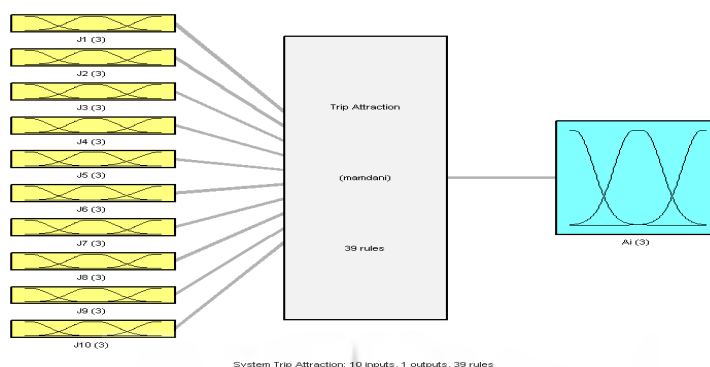 J1 (3)
J2 (3)
J3 (3)
J4 (3)
J5 (3)
J6 (3)
J7 (3)
J8 (3)
J9 (3)
J10 (3)
Trip Attraction
(mamdani)
39 rules
Ai (3)
System Trip Attraction: 10 inputs, 1 outputs, 39 rules